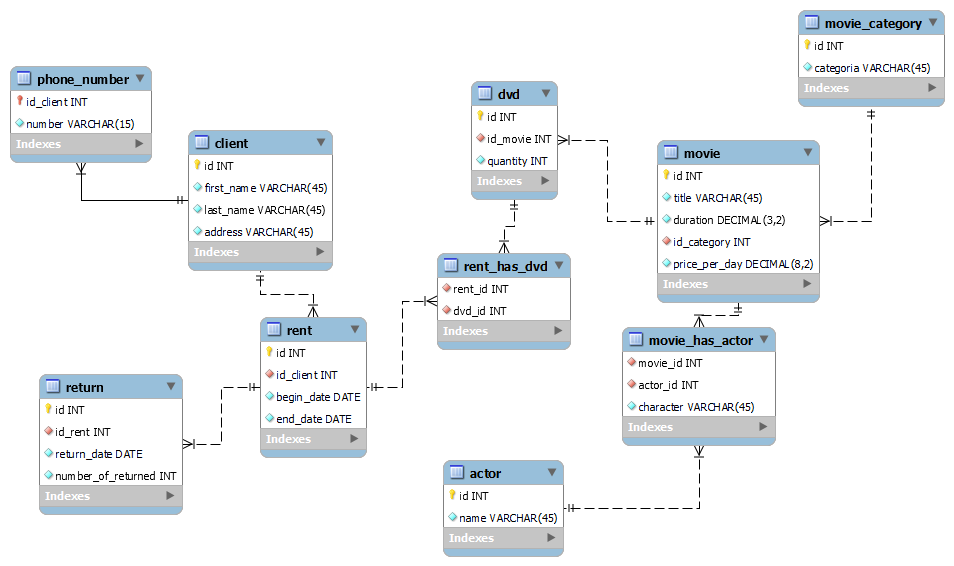 movie_category
id INT
categoria VARCHAR(45)
Indexes
phone_number
id_client INT
number VARCHAR(15)
Indexes
dvd
id INT
id_movie INT
quantity INT
Indexes
client
id INT
first_name VARCHAR(45)
last_name VARCHAR(45)
address VARCHAR(45)
Indexes
movie
id INT
title VARCHAR(45)
duration DECIMAL(3,2)
id_category INT
price_per_day DECIMAL(8,2)
Indexes
rent_has_dvd
rent_id INT
dvd_id INT
Indexes
rent
id INT
id_client INT
begin_date DATE
end_date DATE
Indexes
movie_has_actor
movie_id INT
actor_id INT
character VARCHAR(45)
Indexes
return
id INT
id_rent INT
return_date DATE
number_of_returned INT
Indexes
actor
id INT
name VARCHAR(45)
Indexes